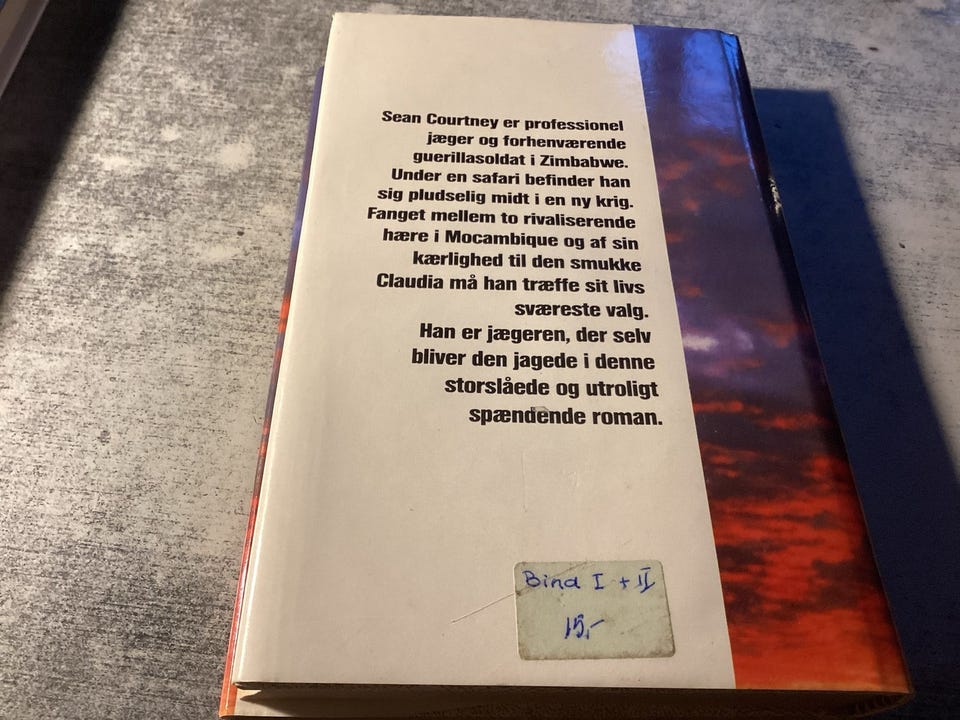 Sean Courtney er professionel
jæger og forhenværende
guerillasoldat i Zimbabwe.
Under en safari befinder han
sig pludselig midt i en ny krig.
Fanget mellem to rivaliserende
hære i Mocambique og af sin
kærlighed til den smukke
Claudia må han træffe sit livs
sværeste valg.
Han er jægeren, der selv
bliver den jagede i denne
storslåede og utroligt
spændende roman.
Bind I + II
15,-